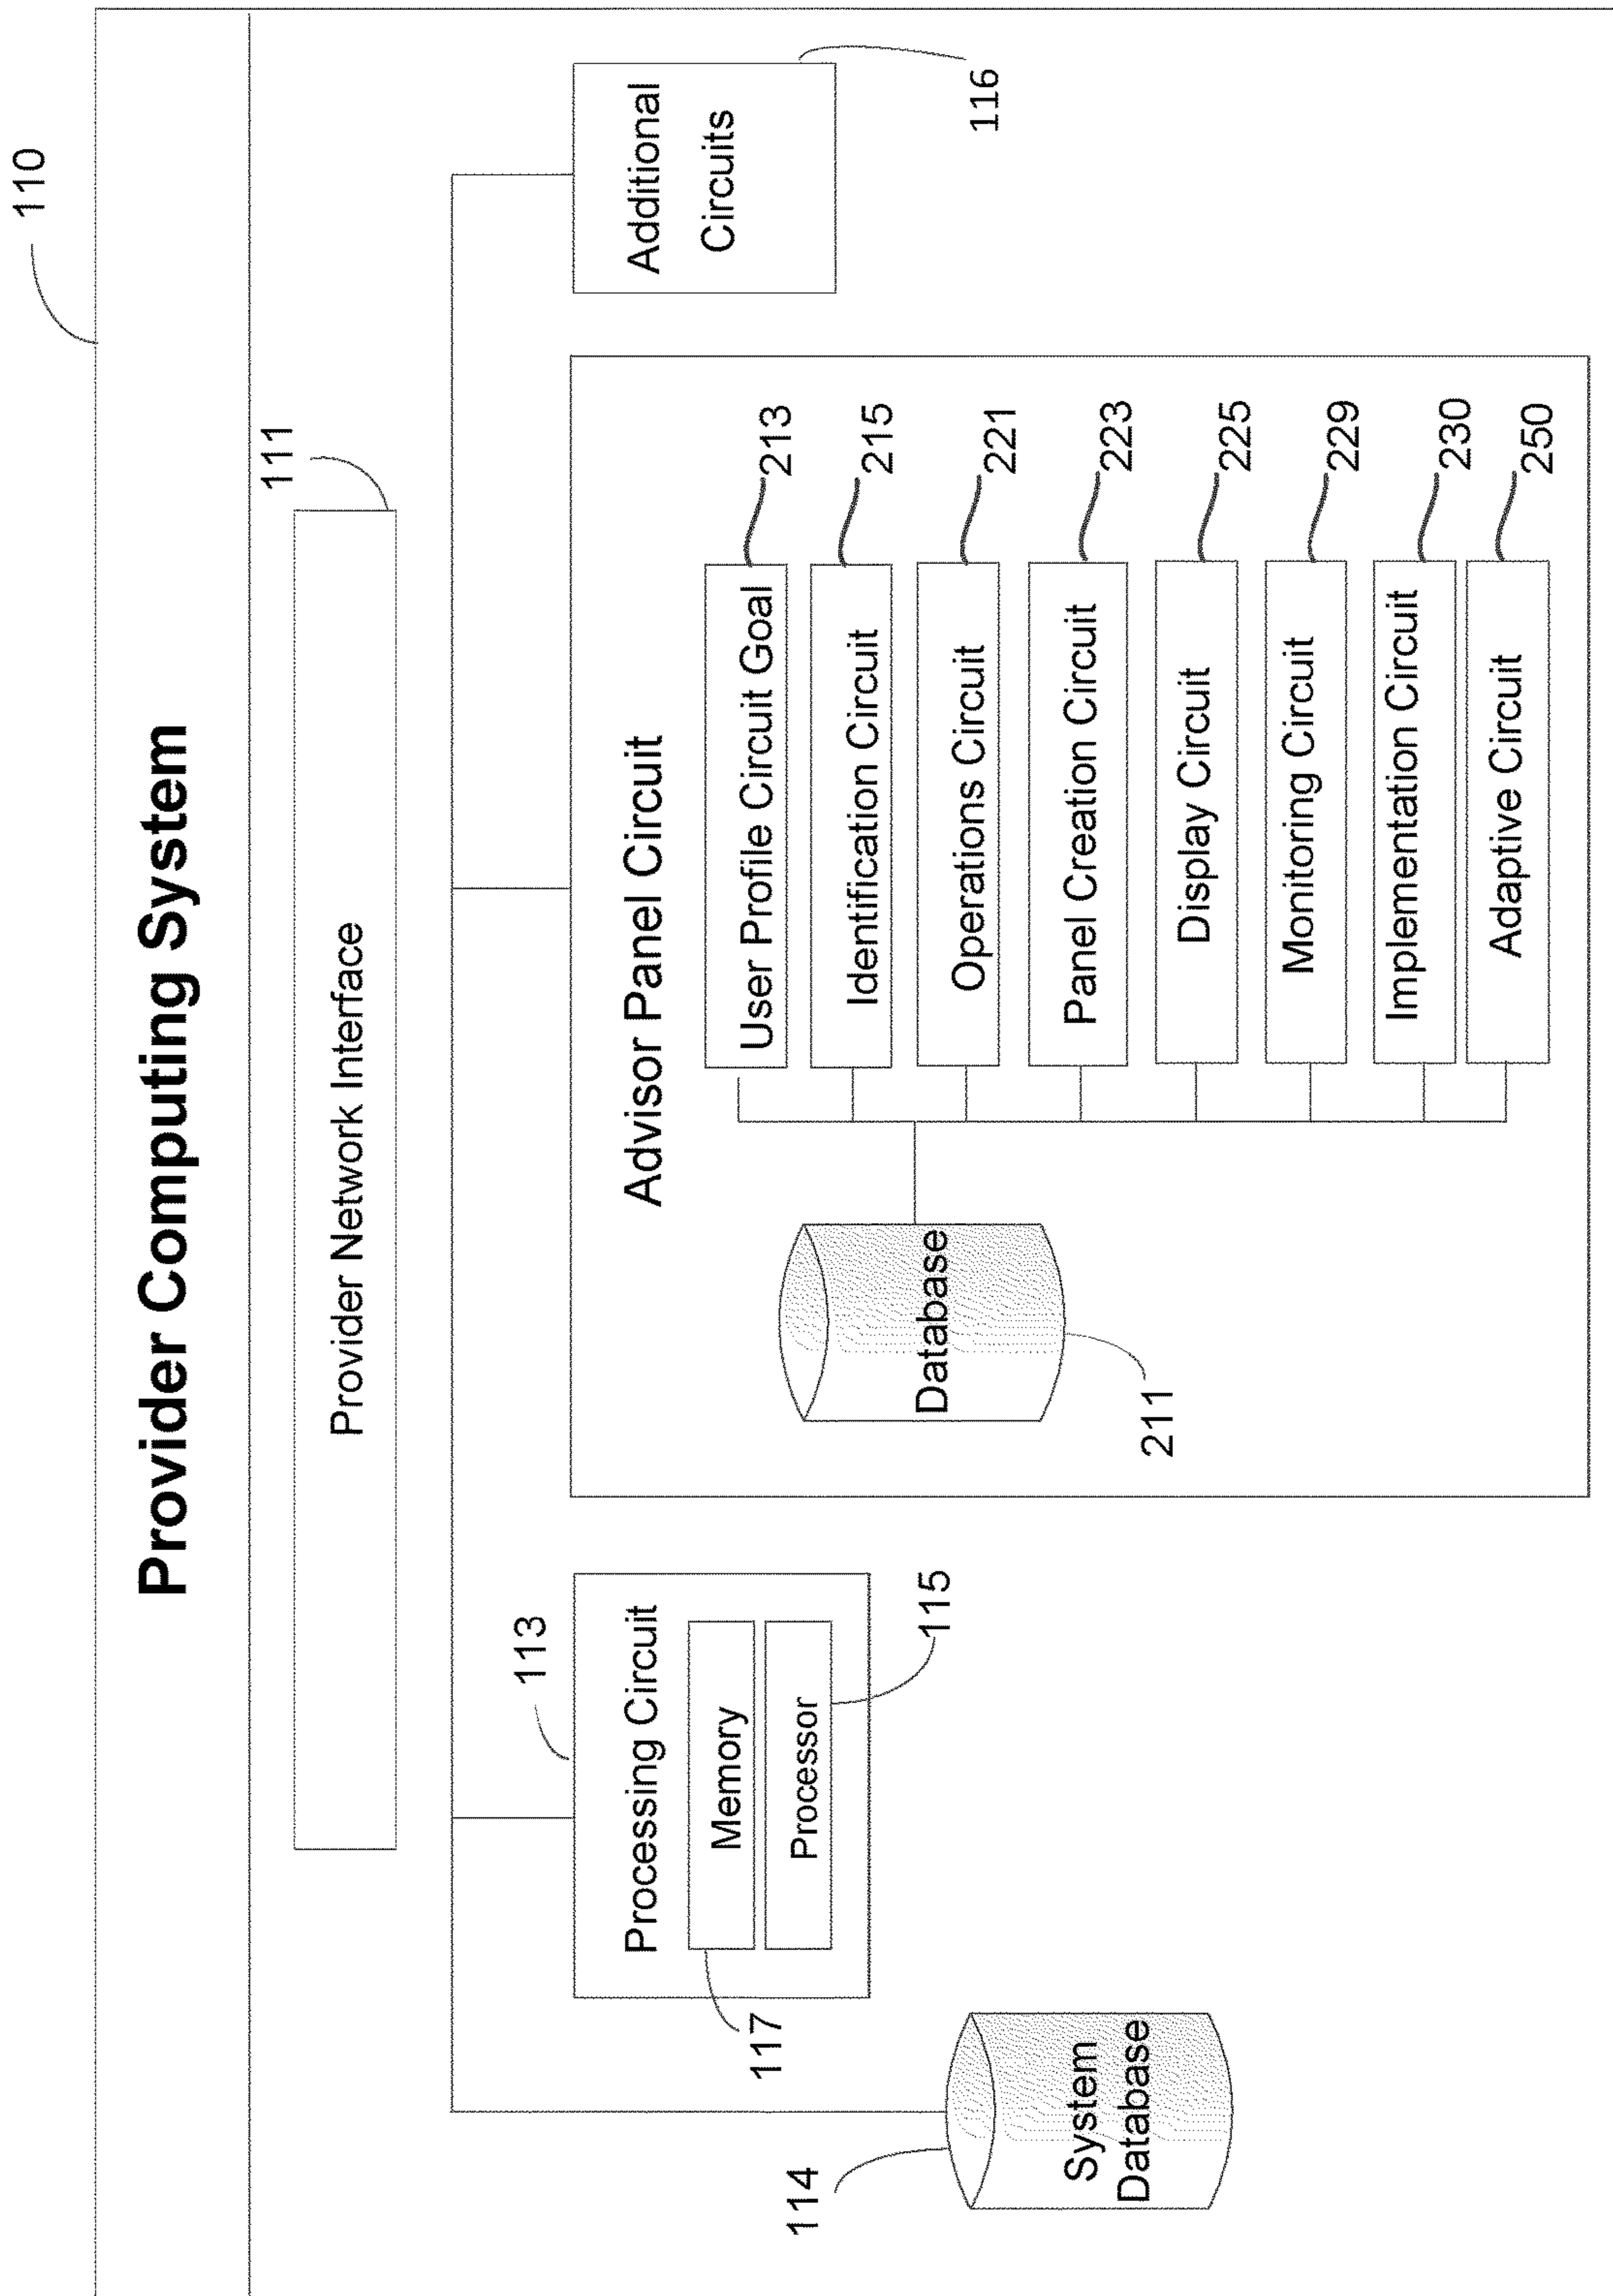 110
Provider Computing System
111
Provider Network Interface
113
Processing Circuit
Memory
Processor
117
115
114
System
Database
Advisor Panel Circuit
Database
211
User Profile Circuit Goal
213
Identification Circuit
215
Operations Circuit
221
Panel Creation Circuit
223
Display Circuit
225
Monitoring Circuit
229
Implementation Circuit
230
Adaptive Circuit
250
Additional
Circuits
116